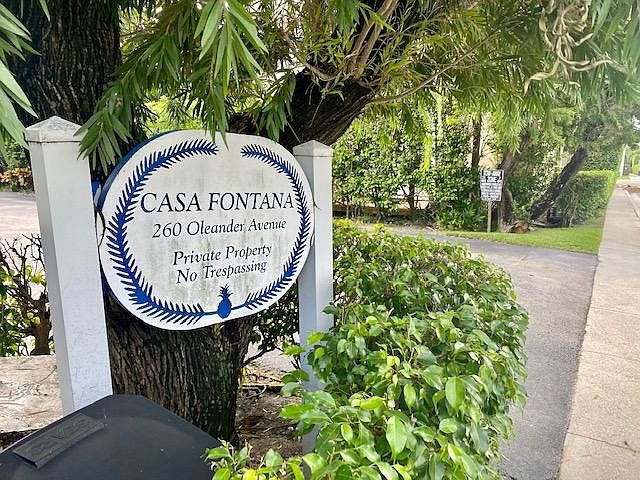 CASA FONTANA
260 Oleander Avenue
Private Property
No Trespassing